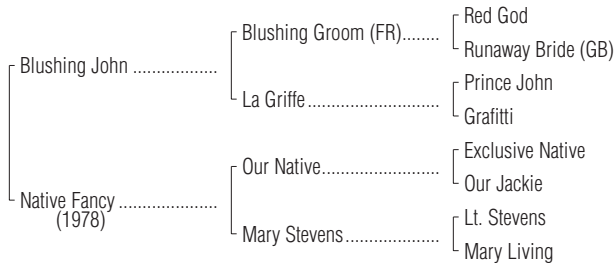 Red God
Blushing Groom (FR)........
Runaway Bride (GB)
Blushing John ..................
Prince John
La Griffe............................
Grafitti
Exclusive Native
Our Native.........................
Our Jackie
Native Fancy .....................
(1978)
Lt. Stevens
Mary Stevens....................
Mary Living